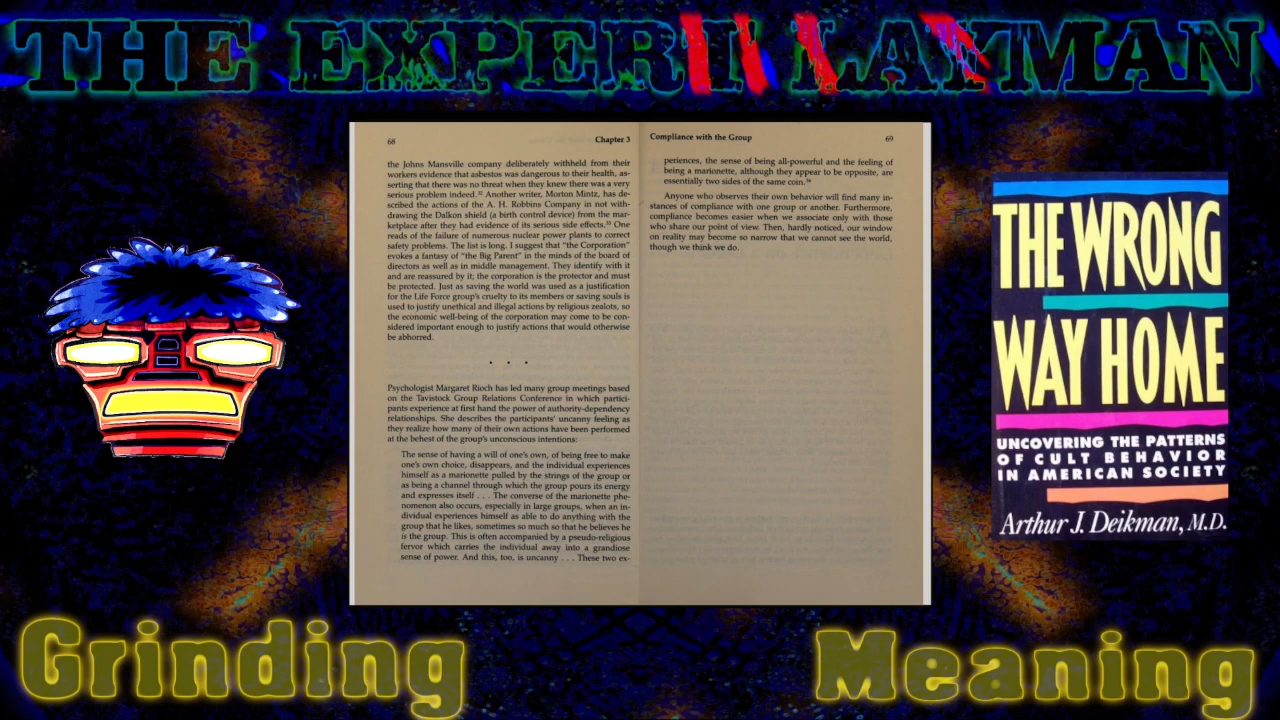 THE EXPERI LAYMAN
68
Chapter 3
the Johns Mansville company deliberately withheld from their
workers evidence that asbestos was dangerous to their health, as-
serting that there was no threat when they knew there was a very
serious problem indeed.³² Another writer, Morton Mintz, has de-
scribed the actions of the A. H. Robbins Company in not with-
drawing the Dalkon shield (a birth control device) from the mar-
ketplace after they had evidence of its serious side effects.³³ One
reads of the failure of numerous nuclear power plants to correct
safety problems. The list is long. I suggest that "the Corporation"
evokes a fantasy of "the Big Parent" in the minds of the board of
directors as well as in middle management. They identify with it
and are reassured by it; the corporation is the protector and must
be protected. Just as saving the world was used as a justification
for the Life Force group's cruelty to its members or saving souls is
used to justify unethical and illegal actions by religious zealots, so
the economic well-being of the corporation may come to be con-
sidered important enough to justify actions that would otherwise
be abhorred.
• • •
Psychologist Margaret Rioch has led many group meetings based
on the Tavistock Group Relations Conference in which partici-
pants experience at first hand the power of authority-dependency
relationships. She describes the participants' uncanny feeling as
they realize how many of their own actions have been performed
at the behest of the group's unconscious intentions:
The sense of having a will of one's own, of being free to make
one's own choice, disappears, and the individual experiences
himself as a marionette pulled by the strings of the group or
as being a channel through which the group pours its energy
and expresses itself . . . The converse of the marionette phe-
nomenon also occurs, especially in large groups, when an in-
dividual experiences himself as able to do anything with the
group that he likes, sometimes so much so that he believes he
is the group. This is often accompanied by a pseudo-religious
fervor which carries the individual away into a grandiose
sense of power. And this, too, is uncanny . . . These two ex-
Compliance with the Group
69
periences, the sense of being all-powerful and the feeling of
being a marionette, although they appear to be opposite, are
essentially two sides of the same coin.³⁴
Anyone who observes their own behavior will find many in-
stances of compliance with one group or another. Furthermore,
compliance becomes easier when we associate only with those
who share our point of view. Then, hardly noticed, our window
on reality may become so narrow that we cannot see the world,
though we think we do.
THE WRONG
WAY HOME
UNCOVERING THE PATTERNS
OF CULT BEHAVIOR
IN AMERICAN SOCIETY
Arthur J. Deikman, M.D.
Grinding
Meaning